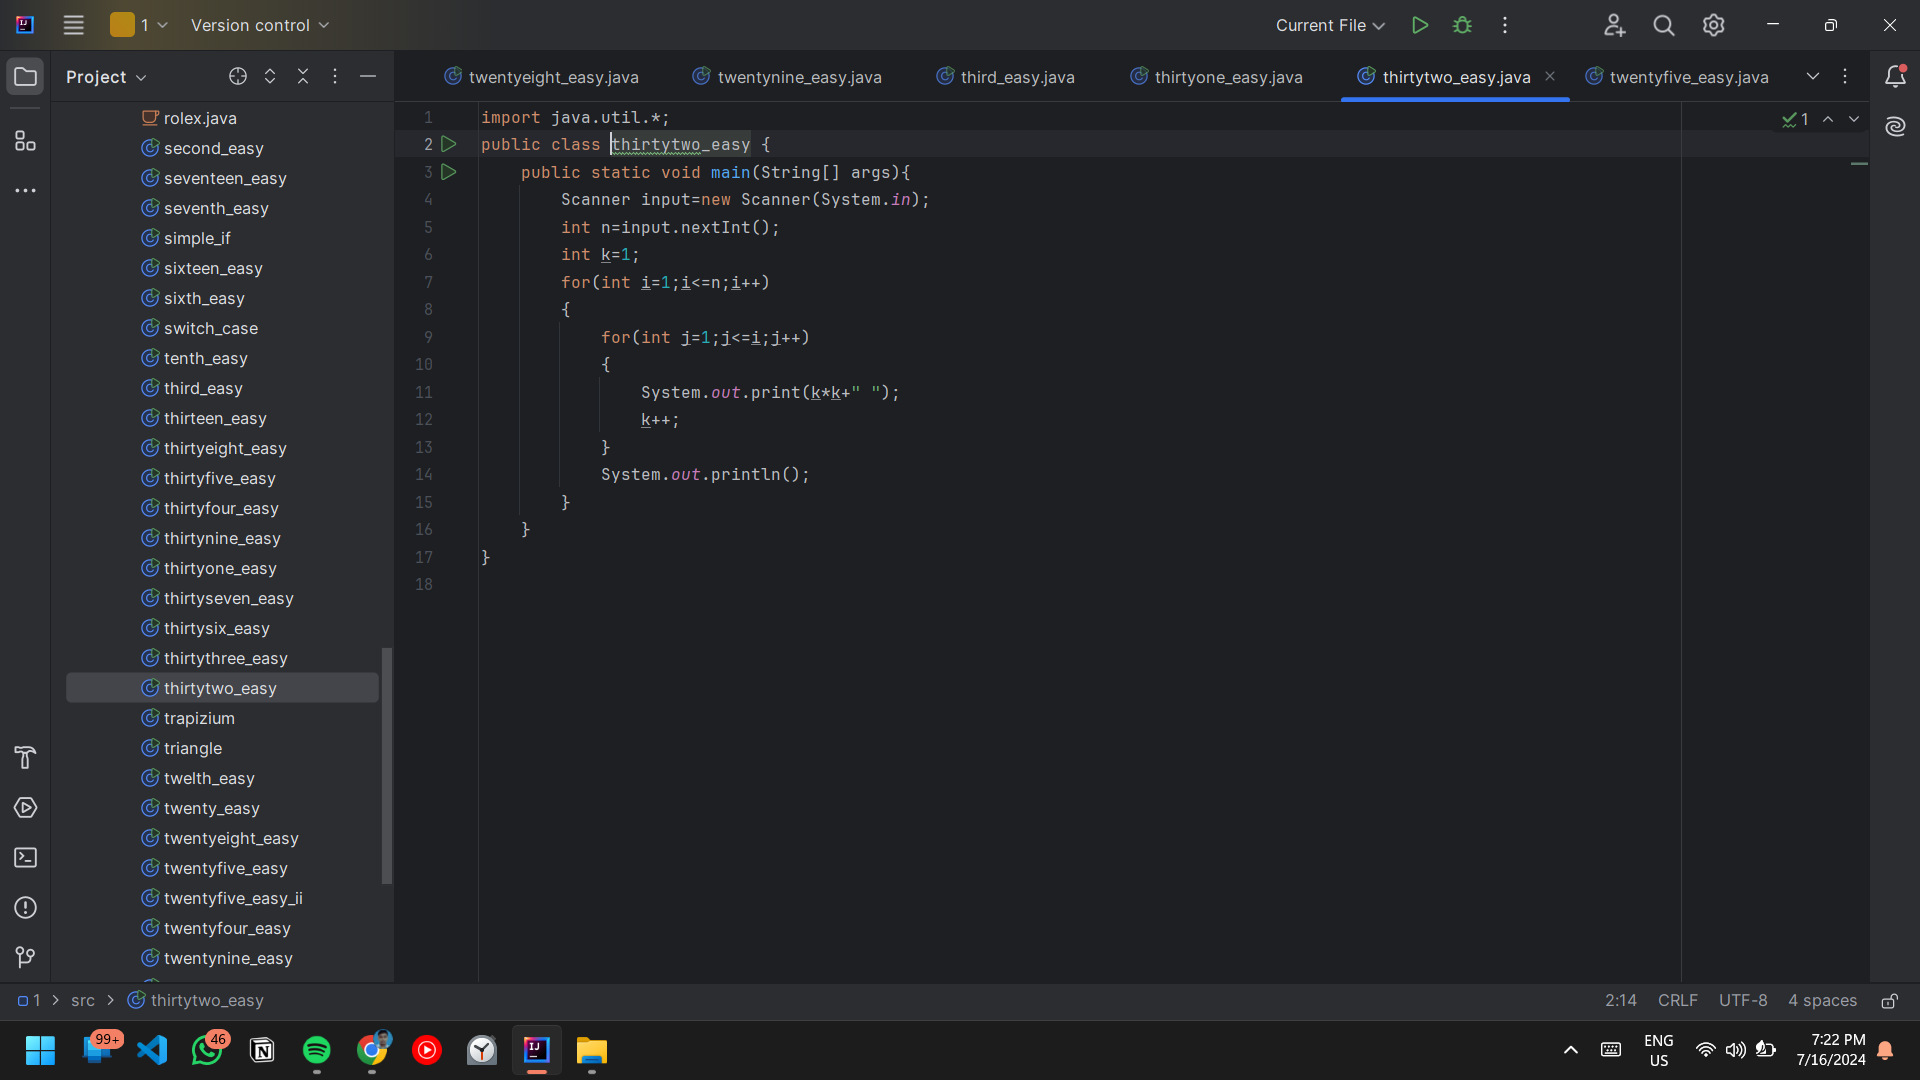 1
Version control
Current File
Project
twentyeight_easy.java
twentynine_easy.java
third_easy.java
thirtyone_easy.java
thirtytwo_easy.java
twentyfive_easy.java
rolex.java
second_easy
seventeen_easy
seventh_easy
simple_if
sixteen_easy
sixth_easy
switch_case
tenth_easy
third_easy
thirteen_easy
thirtyeight_easy
thirtyfive_easy
thirtyfour_easy
thirtynine_easy
thirtyone_easy
thirtyseven_easy
thirtysix_easy
thirtythree_easy
thirtytwo_easy
trapizium
triangle
twelth_easy
twenty_easy
twentyeight_easy
twentyfive_easy
twentyfive_easy_ii
twentyfour_easy
twentynine_easy
1 import java.util.*;
2 public class thirtytwo_easy {
3 public static void main(String[] args){
4 Scanner input=new Scanner(System.in);
5 int n=input.nextInt();
6 int k=1;
7 for(int i=1;i<=n;i++)
8 {
9 for(int j=1;j<=i;j++)
10 {
11 System.out.print(k*k+" ");
12 k++;
13 }
14 System.out.println();
15 }
16 }
17 }
18
1
1 > src > thirtytwo_easy
2:14 CRLF UTF-8 4 spaces
99+
46
ENG
US
7:22 PM
7/16/2024